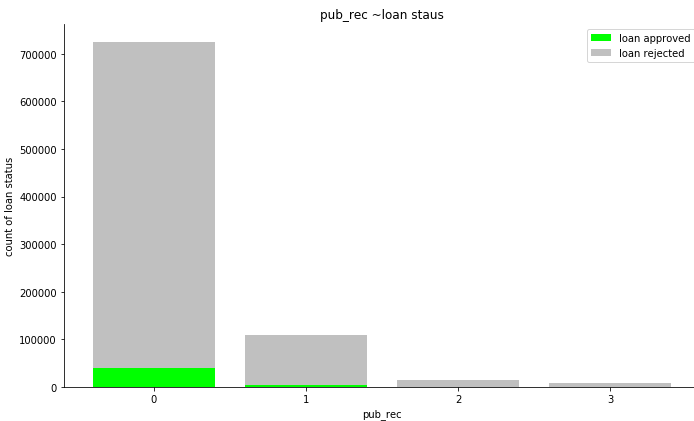 pub_rec ~loan staus
loan approved
loan rejected
count of loan status
700000
600000
500000
400000
300000
200000
100000
0
0 1 2 3
pub_rec